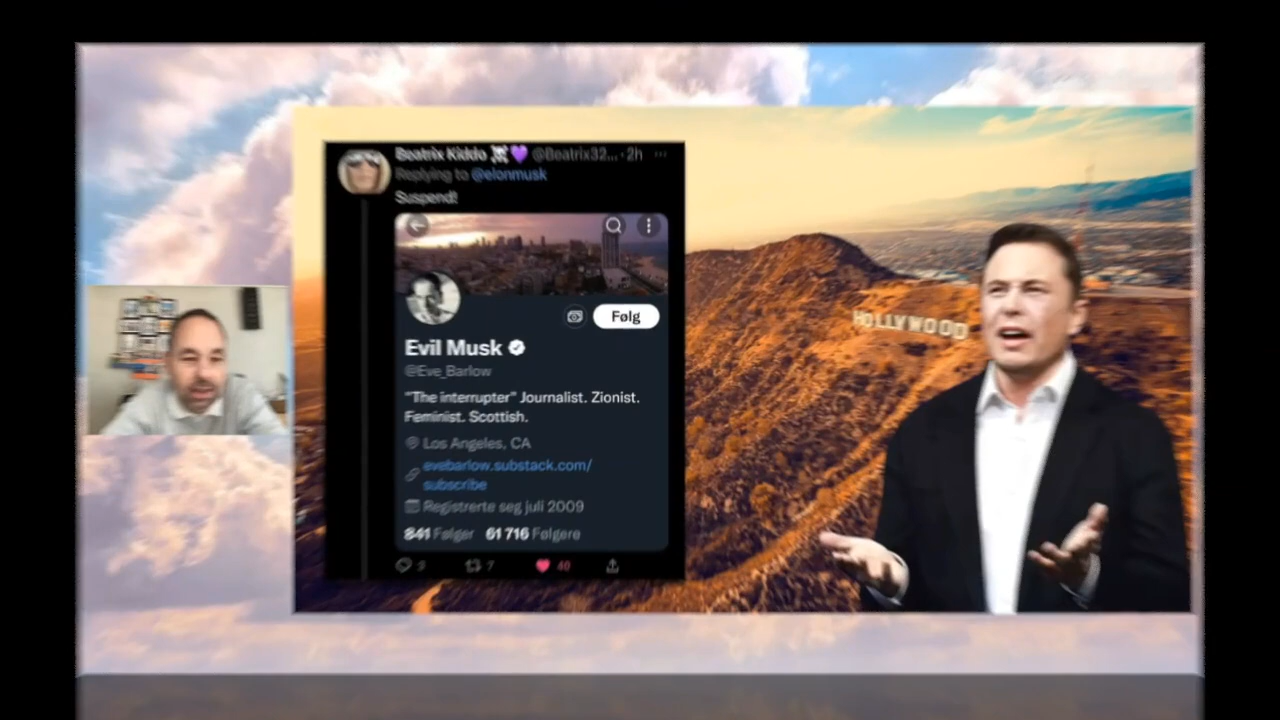 Beatrix Kiddo ☠️💜 @Beatrix32... · 2h ...
Replying to @elonmusk
Suspend!
Følg
Evil Musk
@Eve_Barlow
"The interrupter" Journalist. Zionist.
Feminist. Scottish.
Los Angeles, CA
evebarlow.substack.com/
subscribe
Registrerte seg juli 2009
841 Følger 61 716 Følgere
7 40
HOLLYWOOD